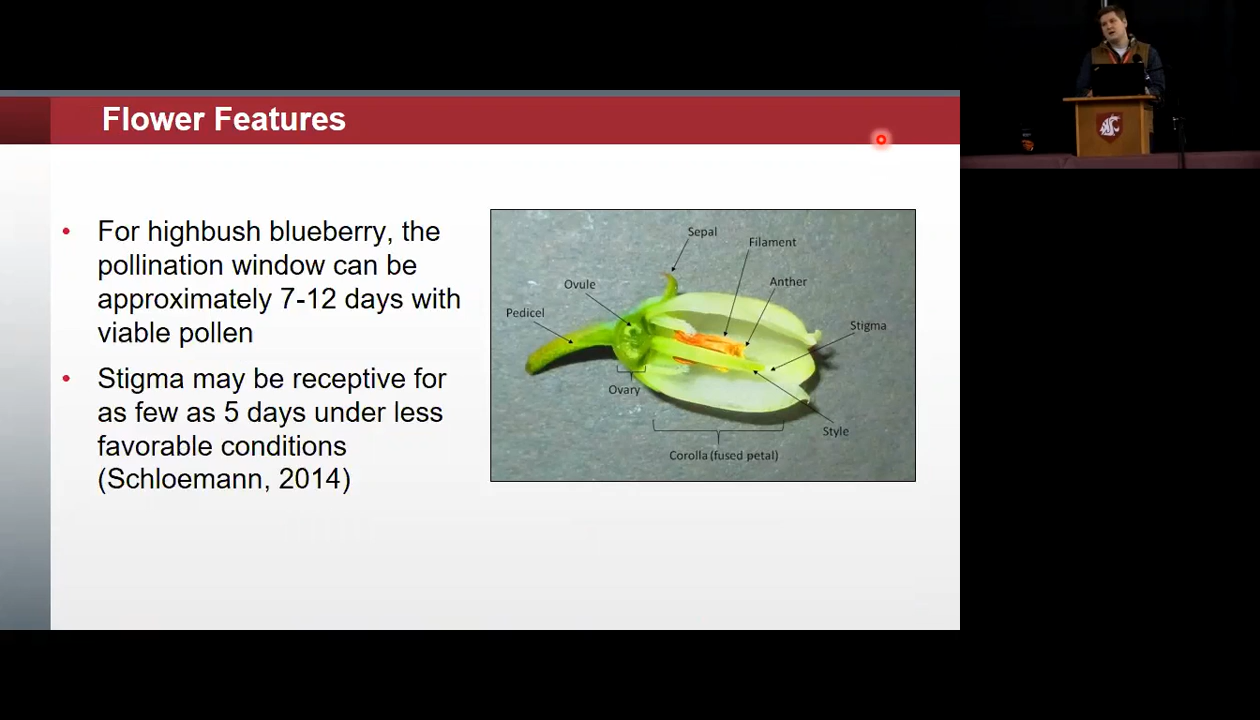 Flower Features
• For highbush blueberry, the
pollination window can be
approximately 7-12 days with
viable pollen
• Stigma may be receptive for
as few as 5 days under less
favorable conditions
(Schloemann, 2014)
Sepal
Filament
Ovule
Anther
Pedicel
Stigma
Ovary
Style
Corolla (fused petal)